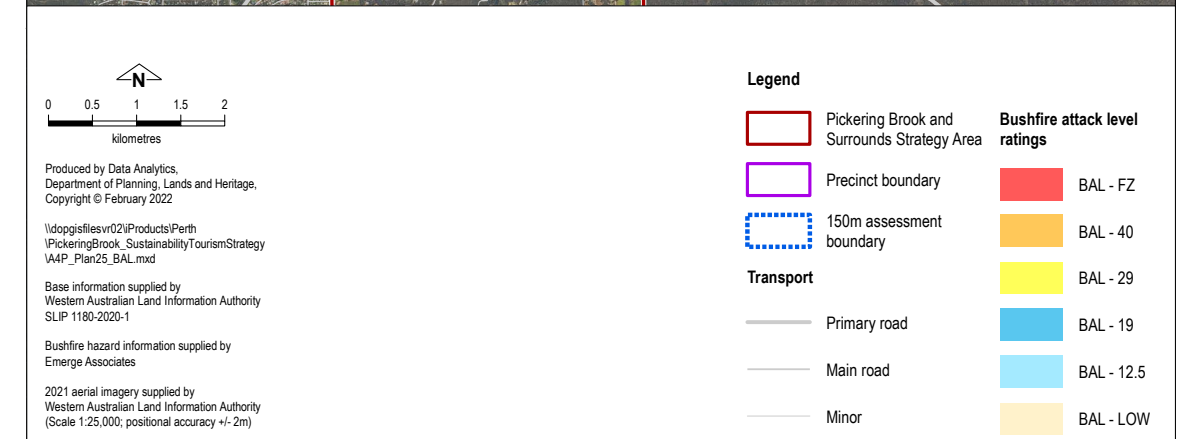 N
0 0.5 1 1.5 2
kilometres
Produced by Data Analytics,
Department of Planning, Lands and Heritage,
Copyright © February 2022
\\dopgisfilesvr02\iProducts\Perth
\PickeringBrook_SustainabilityTourismStrategy
\A4P_Plan25_BAL.mxd
Base information supplied by
Western Australian Land Information Authority
SLIP 1180-2020-1
Bushfire hazard information supplied by
Emerge Associates
2021 aerial imagery supplied by
Western Australian Land Information Authority
(Scale 1:25,000; positional accuracy +/- 2m)
Legend
Pickering Brook and
Surrounds Strategy Area
Precinct boundary
150m assessment
boundary
Transport
Primary road
Main road
Minor
Bushfire attack level
ratings
BAL - FZ
BAL - 40
BAL - 29
BAL - 19
BAL - 12.5
BAL - LOW